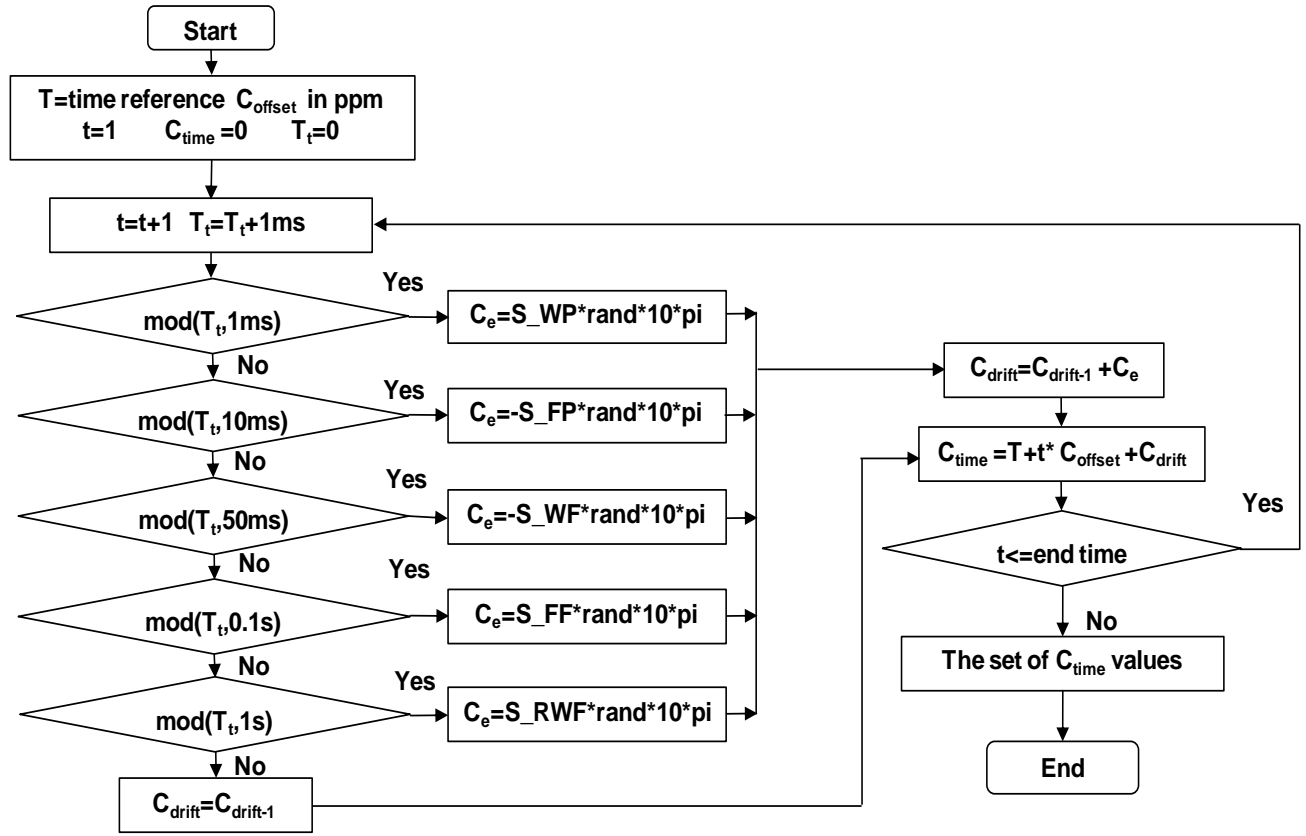 Start
T=time reference C_offset in ppm
t=1 C_time =0 T_t=0
t=t+1 T_t=T_t+1ms
mod(T_t,1ms)
Yes
C_e=S_WP*rand*10*pi
No
mod(T_t,10ms)
Yes
C_e=-S_FP*rand*10*pi
No
mod(T_t,50ms)
Yes
C_e=-S_WF*rand*10*pi
No
mod(T_t,0.1s)
Yes
C_e=S_FF*rand*10*pi
No
mod(T_t,1s)
Yes
C_e=S_RWF*rand*10*pi
No
C_drift=C_drift-1
C_drift=C_drift-1 +C_e
C_time =T+t* C_offset +C_drift
t<=end time
Yes
No
The set of C_time values
End